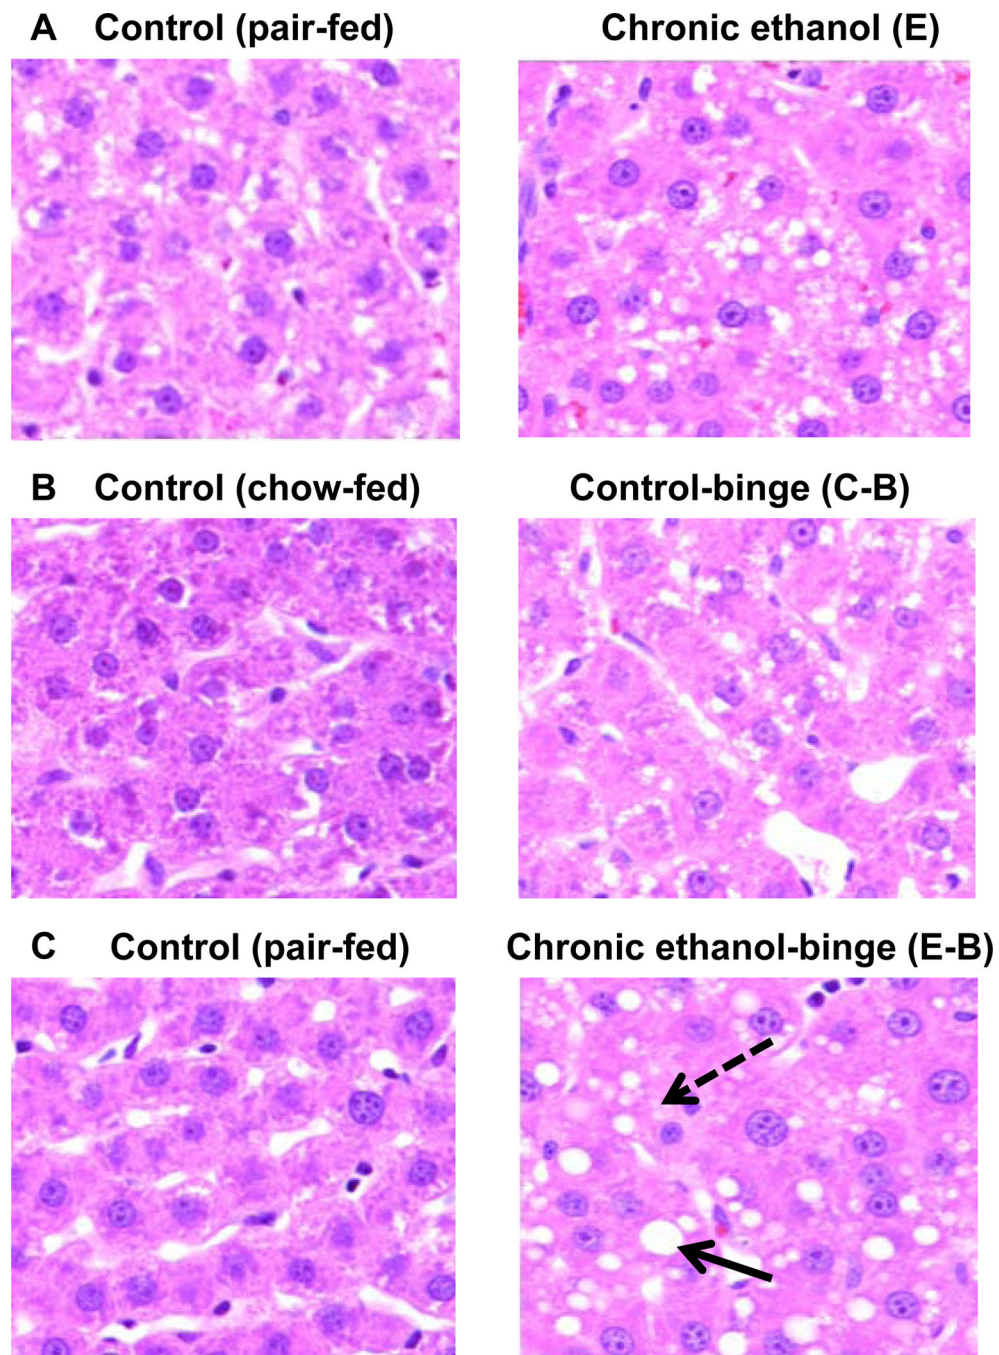 A Control (pair-fed) Chronic ethanol (E)
B Control (chow-fed) Control-binge (C-B)
C Control (pair-fed) Chronic ethanol-binge (E-B)